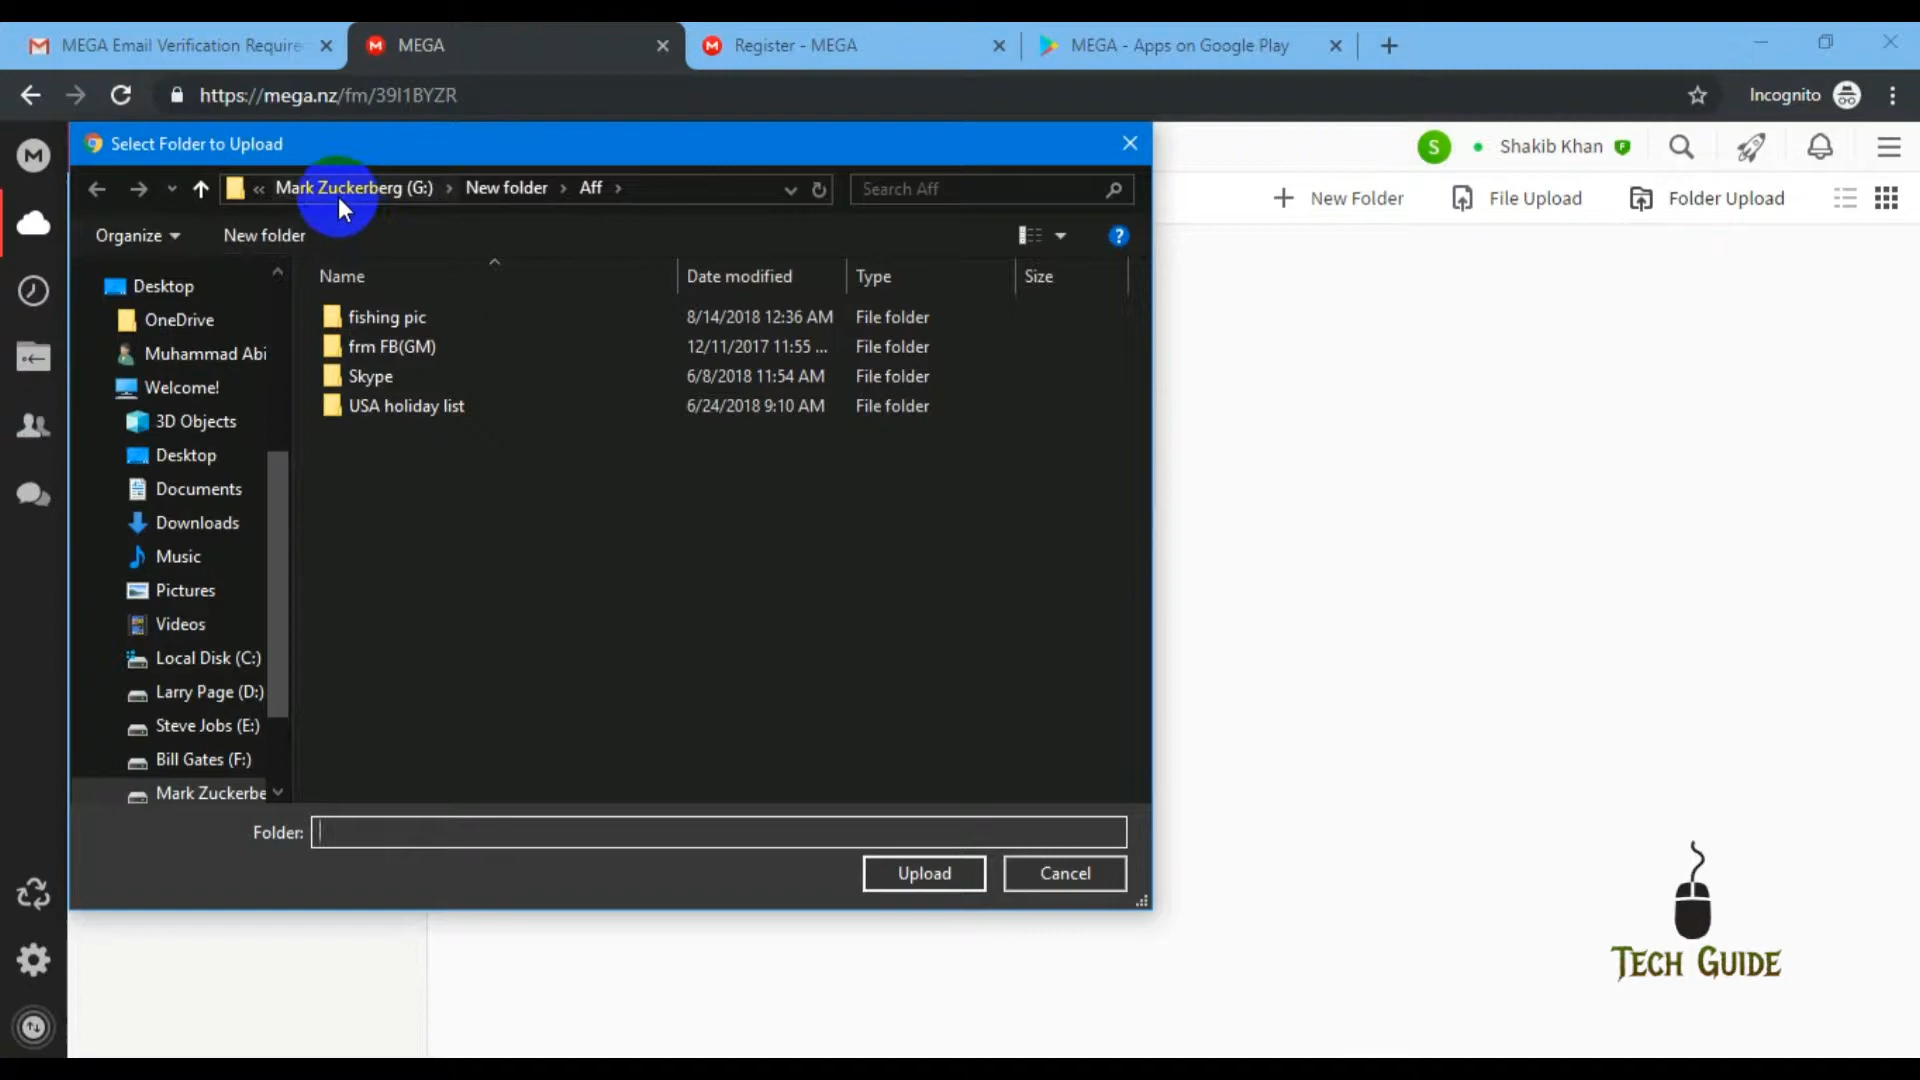 MEGA Email Verification Require
MEGA
Register - MEGA
MEGA - Apps on Google Play
https://mega.nz/fm/39I1BYZR
Incognito
Select Folder to Upload
« Mark Zuckerberg (G:) › New folder › Aff ›
Search Aff
S
Shakib Khan
Organize
New folder
New Folder
File Upload
Folder Upload
Name
Date modified
Type
Size
fishing pic 8/14/2018 12:36 AM File folder
frm FB(GM) 12/11/2017 11:55 ... File folder
Skype 6/8/2018 11:54 AM File folder
USA holiday list 6/24/2018 9:10 AM File folder
Desktop
OneDrive
Muhammad Abi
Welcome!
3D Objects
Desktop
Documents
Downloads
Music
Pictures
Videos
Local Disk (C:)
Larry Page (D:)
Steve Jobs (E:)
Bill Gates (F:)
Mark Zuckerbe
Folder:
Upload
Cancel
TECH GUIDE